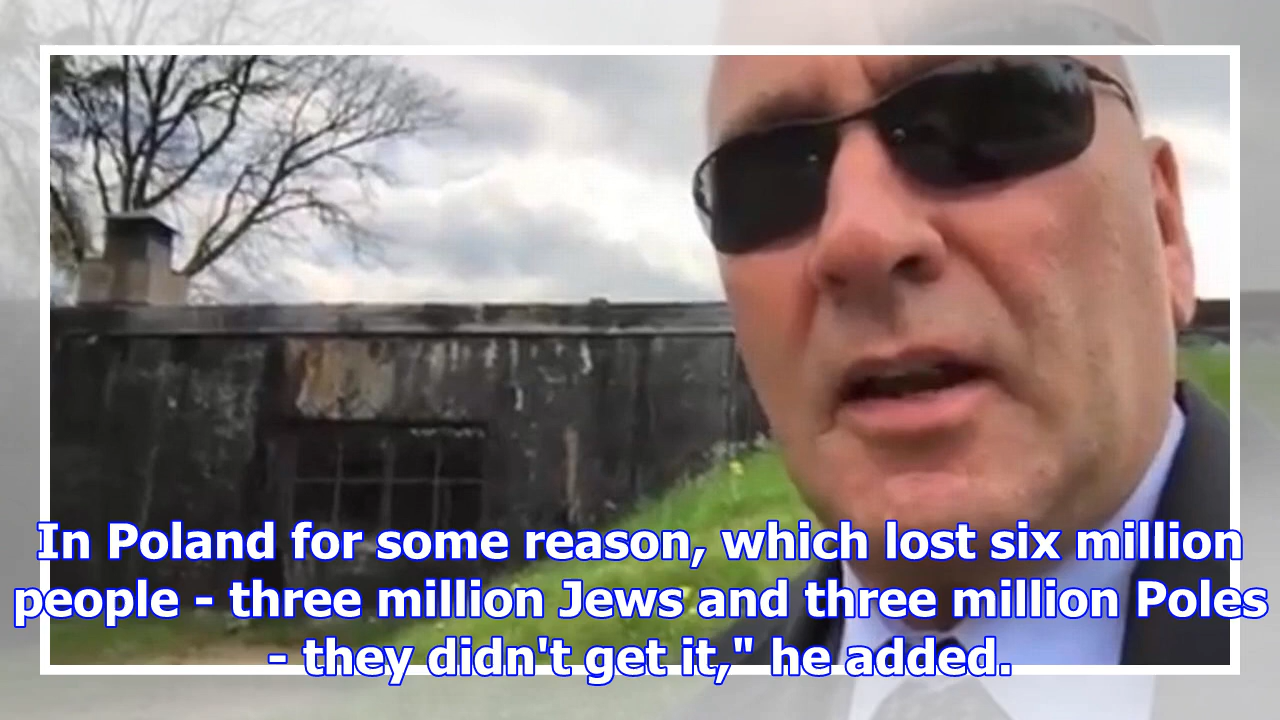 In Poland for some reason, which lost six million
people - three million Jews and three million Poles
- they didn't get it," he added.